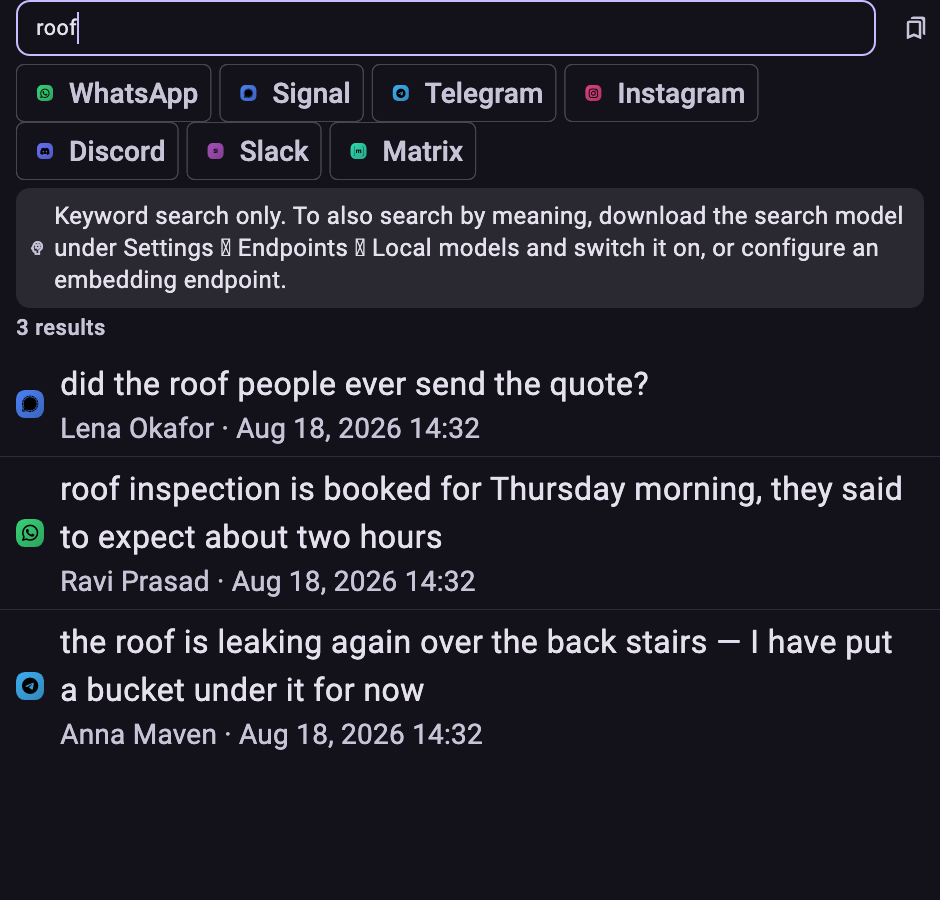 roof
WhatsApp
Signal
Telegram
Instagram
Discord
Slack
Matrix
Keyword search only. To also search by meaning, download the search model
under Settings Endpoints Local models and switch it on, or configure an
embedding endpoint.
3 results
did the roof people ever send the quote?
Lena Okafor · Aug 18, 2026 14:32
roof inspection is booked for Thursday morning, they said
to expect about two hours
Ravi Prasad · Aug 18, 2026 14:32
the roof is leaking again over the back stairs — I have put
a bucket under it for now
Anna Maven · Aug 18, 2026 14:32